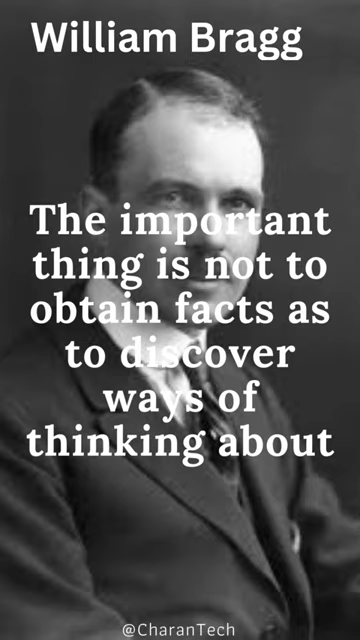 William Bragg
The important
thing is not to
obtain facts as
to discover
ways of
thinking about
@CharanTech